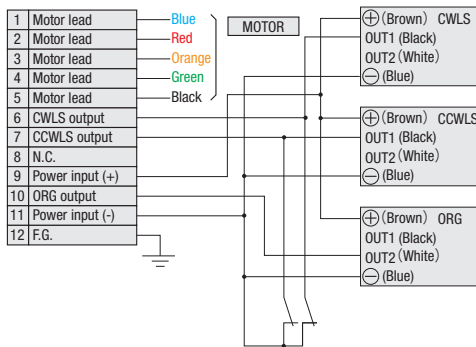 1 Motor lead
2 Motor lead
3 Motor lead
4 Motor lead
5 Motor lead
6 CWLS output
7 CCWLS output
8 N.C.
9 Power input (+)
10 ORG output
11 Power input (-)
12 F.G.
Blue
Red
Orange
Green
Black
MOTOR
⊕(Brown) CWLS
OUT1 (Black)
OUT2 (White)
⊖(Blue)
⊕(Brown) CCWLS
OUT1 (Black)
OUT2 (White)
⊖(Blue)
⊕(Brown) ORG
OUT1 (Black)
OUT2 (White)
⊖(Blue)